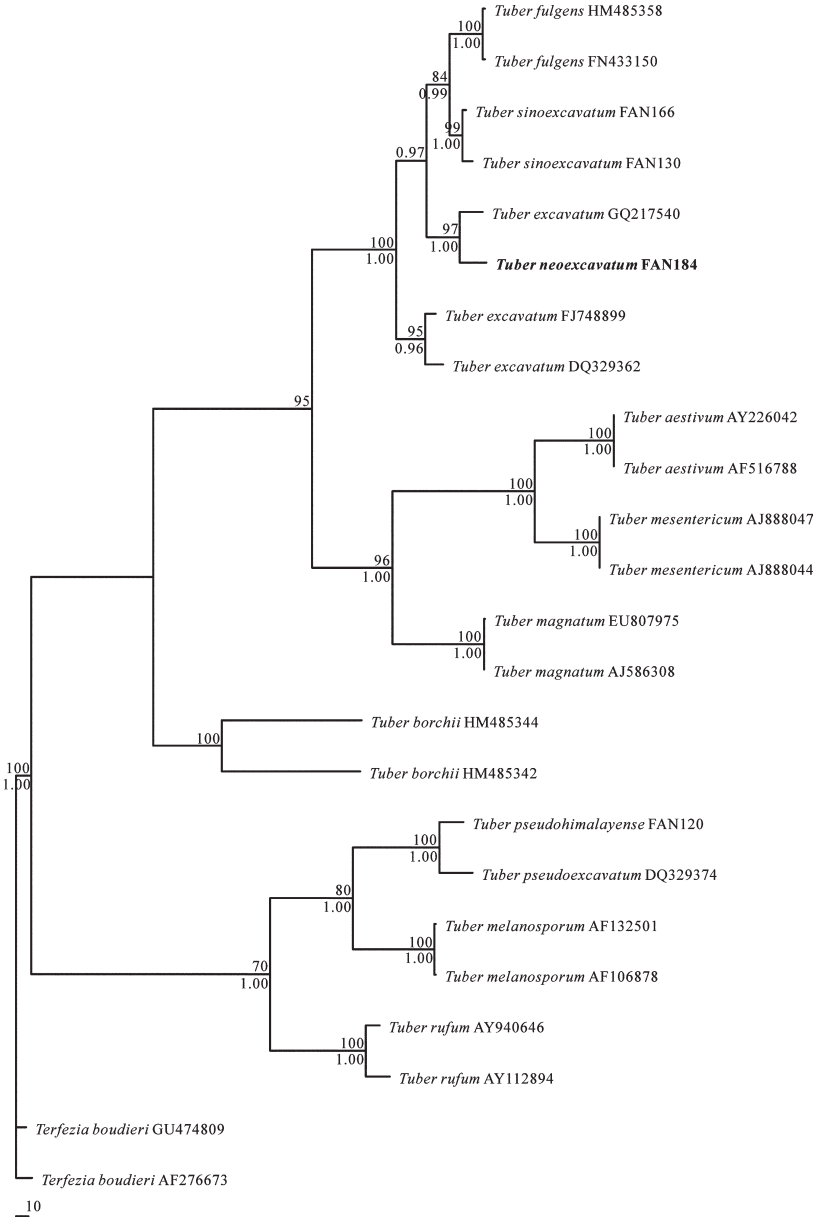 Tuber fulgens HM485358
100
1.00
Tuber fulgens FN433150
84
0.99
Tuber sinoexcavatum FAN166
99
1.00
0.97
Tuber sinoexcavatum FAN130
Tuber excavatum GQ217540
97
100
1.00
1.00
Tuber neoexcavatum FAN184
Tuber excavatum FJ748899
95
0.96
Tuber excavatum DQ329362
95
Tuber aestivum AY226042
100
1.00
Tuber aestivum AF516788
100
1.00
Tuber mesentericum AJ888047
100
1.00
96
1.00
Tuber mesentericum AJ888044
Tuber magnatum EU807975
100
1.00
Tuber magnatum AJ586308
Tuber borchii HM485344
100
100
1.00
Tuber borchii HM485342
Tuber pseudohimalayense FAN120
100
1.00
Tuber pseudoexcavatum DQ329374
80
1.00
Tuber melanosporum AF132501
100
1.00
70
1.00
Tuber melanosporum AF106878
Tuber rufum AY940646
100
1.00
Tuber rufum AY112894
Terfezia boudieri GU474809
Terfezia boudieri AF276673
10